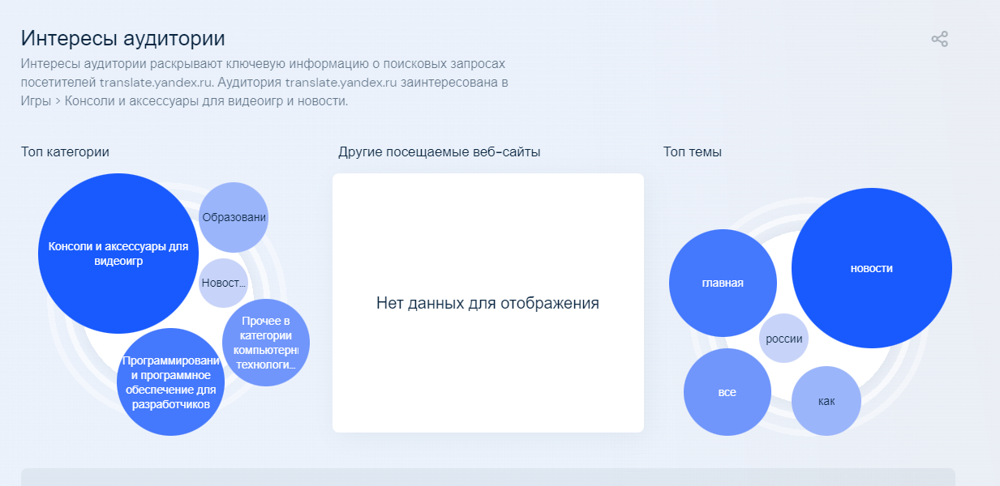 Интересы аудитории
Интересы аудитории раскрывают ключевую информацию о поисковых запросах
посетителей translate.yandex.ru. Аудитория translate.yandex.ru заинтересована в
Игры > Консоли и аксессуары для видеоигр и новости.
Топ категории
Консоли и аксессуары для
видеоигр
Образовани
Новост...
Прочее в
категории
компьютерн
технологи...
Программировани
и программное
обеспечение для
разработчиков
Другие посещаемые веб-сайты
Нет данных для отображения
Топ темы
новости
главная
россии
все
как